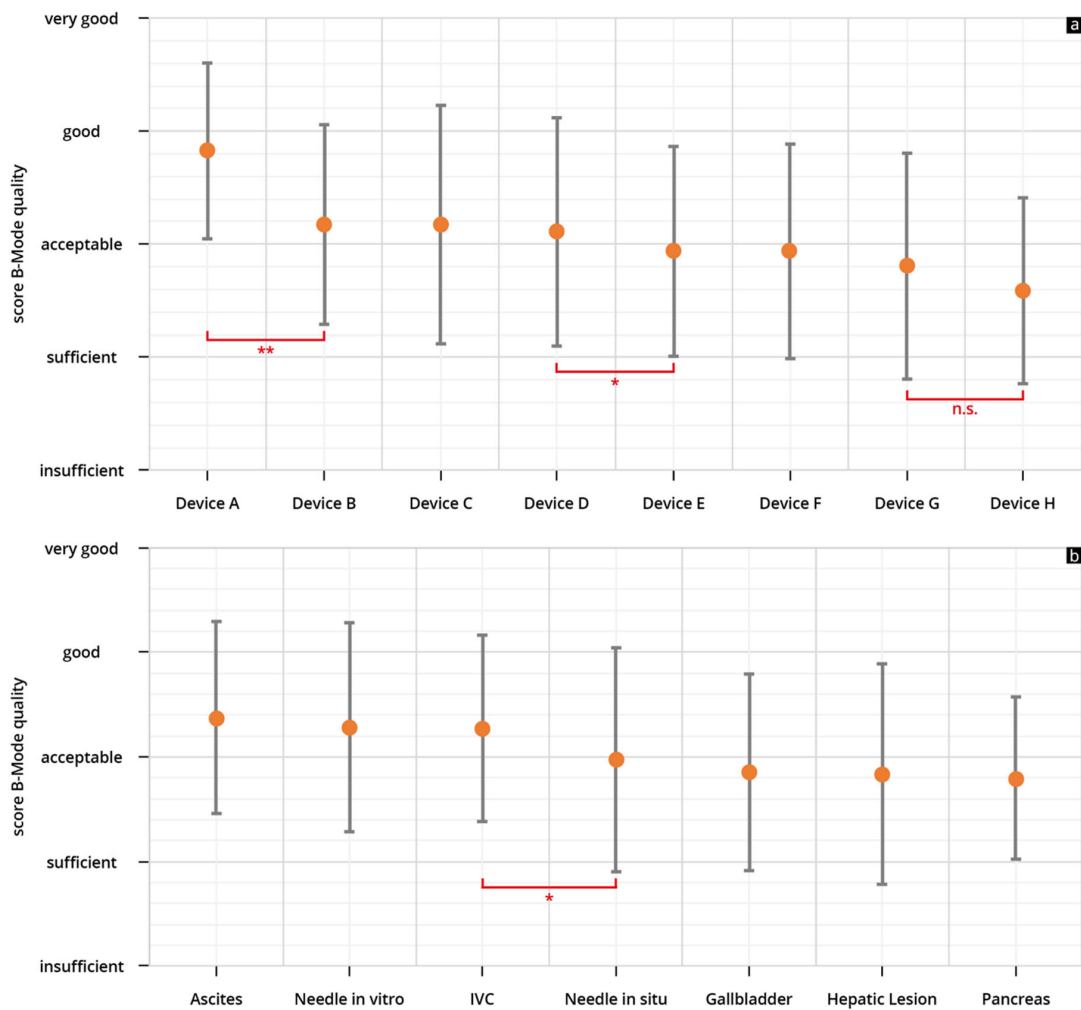 a
very good
good
acceptable
sufficient
insufficient
score B-Mode quality
**
*
n.s.
Device A Device B Device C Device D Device E Device F Device G Device H
b
very good
good
acceptable
sufficient
insufficient
score B-Mode quality
*
Ascites Needle in vitro IVC Needle in situ Gallbladder Hepatic Lesion Pancreas